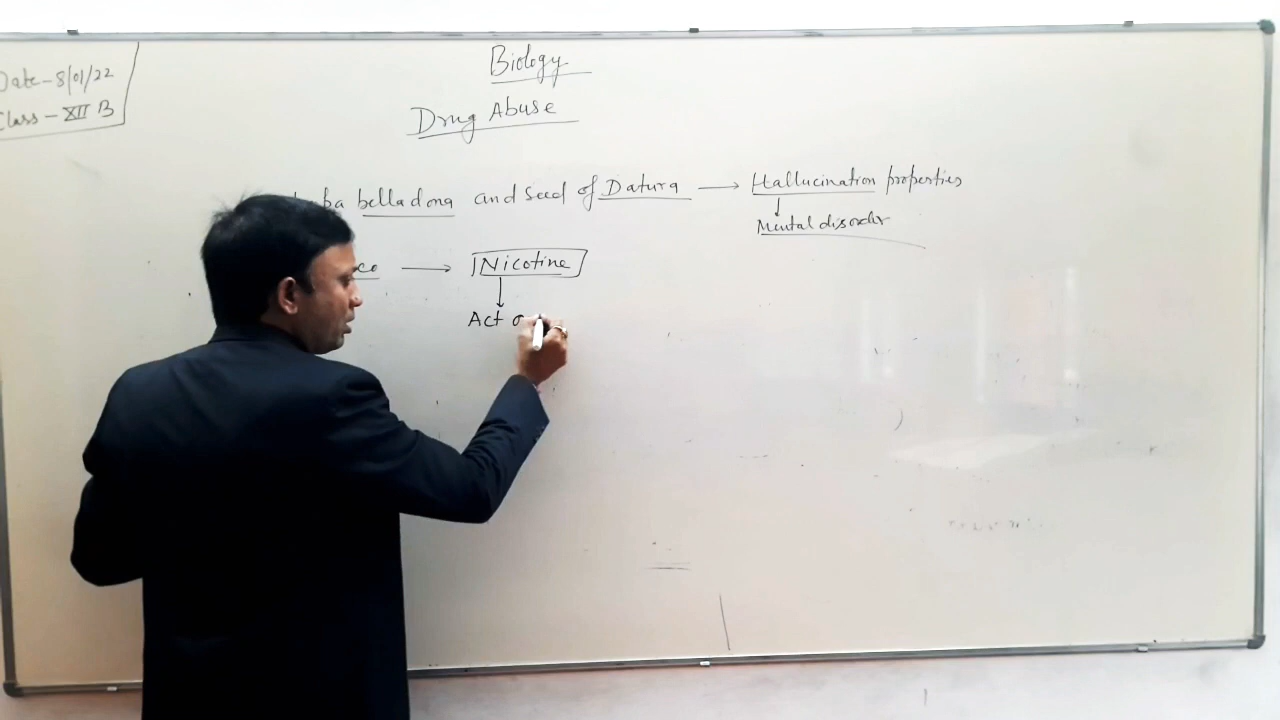 Date-8/01/22
Class-XII B
Biology
Drug Abuse
belladona and seed of Datura → Hallucination properties
↓
Mental disorder
→ Nicotine
↓
Act